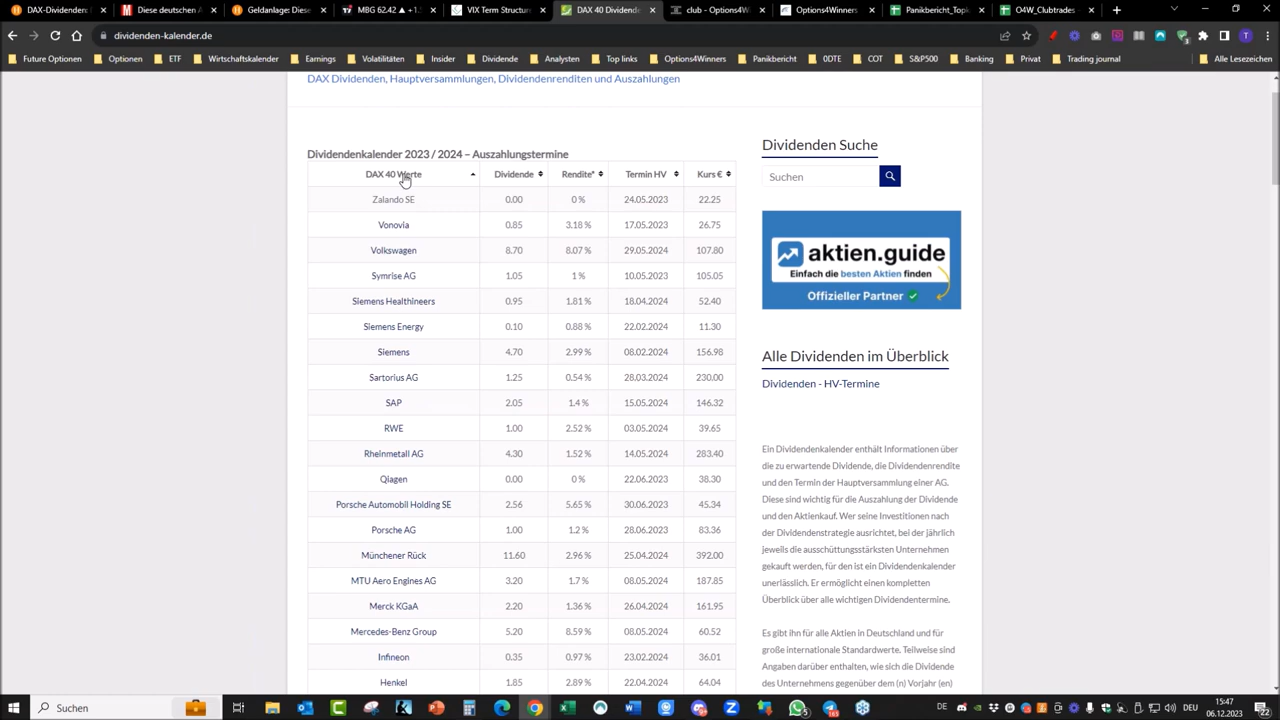 DAX-Dividenden:
Diese deutschen A
Geldanlage: Diese
MBG 62.42 ▲ +1.
VIX Term Structure
DAX 40 Dividende
club - Options4W
Options4Winners
Panikbericht_Topk
O4W_Clubtrades
dividenden-kalender.de
Future Optionen
Optionen
ETF
Wirtschaftskalender
Earnings
Volatilitäten
Insider
Dividende
Analysten
Top links
Options4Winners
Panikbericht
0DTE
COT
S&P500
Banking
Privat
Trading journal
Alle Lesezeichen
DAX Dividenden, Hauptversammlungen, Dividendenrenditen und Auszahlungen
Dividendenkalender 2023 / 2024 – Auszahlungstermine
DAX 40 Werte Dividende Rendite* Termin HV Kurs €
Zalando SE 0.00 0 % 24.05.2023 22.25
Vonovia 0.85 3.18 % 17.05.2023 26.75
Volkswagen 8.70 8.07 % 29.05.2024 107.80
Symrise AG 1.05 1 % 10.05.2023 105.05
Siemens Healthineers 0.95 1.81 % 18.04.2024 52.40
Siemens Energy 0.10 0.88 % 22.02.2024 11.30
Siemens 4.70 2.99 % 08.02.2024 156.98
Sartorius AG 1.25 0.54 % 28.03.2024 230.00
SAP 2.05 1.4 % 15.05.2024 146.32
RWE 1.00 2.52 % 03.05.2024 39.65
Rheinmetall AG 4.30 1.52 % 14.05.2024 283.40
Qiagen 0.00 0 % 22.06.2023 38.30
Porsche Automobil Holding SE 2.56 5.65 % 30.06.2023 45.34
Porsche AG 1.00 1.2 % 28.06.2023 83.36
Münchener Rück 11.60 2.96 % 25.04.2024 392.00
MTU Aero Engines AG 3.20 1.7 % 08.05.2024 187.85
Merck KGaA 2.20 1.36 % 26.04.2024 161.95
Mercedes-Benz Group 5.20 8.59 % 08.05.2024 60.52
Infineon 0.35 0.97 % 23.02.2024 36.01
Henkel 1.85 2.89 % 22.04.2024 64.04
Dividenden Suche
Suchen
aktien.guide
Einfach die besten Aktien finden
Offizieller Partner
Alle Dividenden im Überblick
Dividenden - HV-Termine
Ein Dividendenkalender enthält Informationen über
die zu erwartende Dividende, die Dividendenrendite
und den Termin der Hauptversammlung einer AG.
Diese sind wichtig für die Auszahlung der Dividende
und den Aktienkauf. Wer seine Investitionen nach
der Dividendenstrategie ausrichtet, bei der jährlich
jeweils die ausschüttungsstärksten Unternehmen
gekauft werden, für den ist ein Dividendenkalender
unerlässlich. Er ermöglicht einen kompletten
Überblick über alle wichtigen Dividendentermine.
Es gibt ihn für alle Aktien in Deutschland und für
große internationale Standardwerte. Teilweise sind
Angaben darüber enthalten, wie sich die Dividende
des Unternehmens gegenüber dem (n) Vorjahr (en)
Suchen
DE
15:47
06.12.2023
22